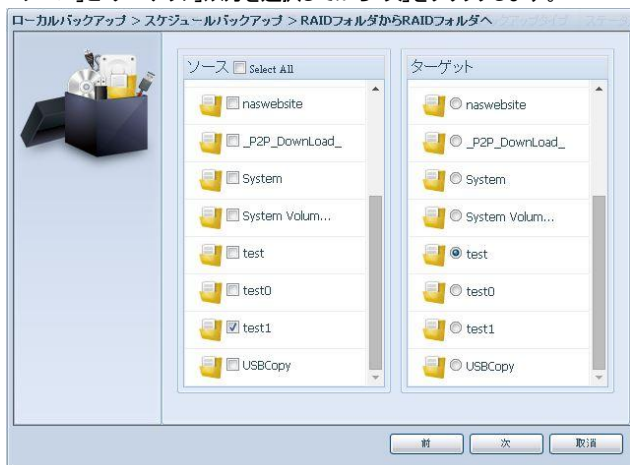 ローカルバックアップ > スケジュールバックアップ > RAIDフォルダからRAIDフォルダへ
ソース Select All
naswebsite
_P2P_DownLoad_
System
System Volum...
test
test0
test1
USBCopy
ターゲット
naswebsite
_P2P_DownLoad_
System
System Volum...
test
test0
test1
USBCopy
前 次 取消